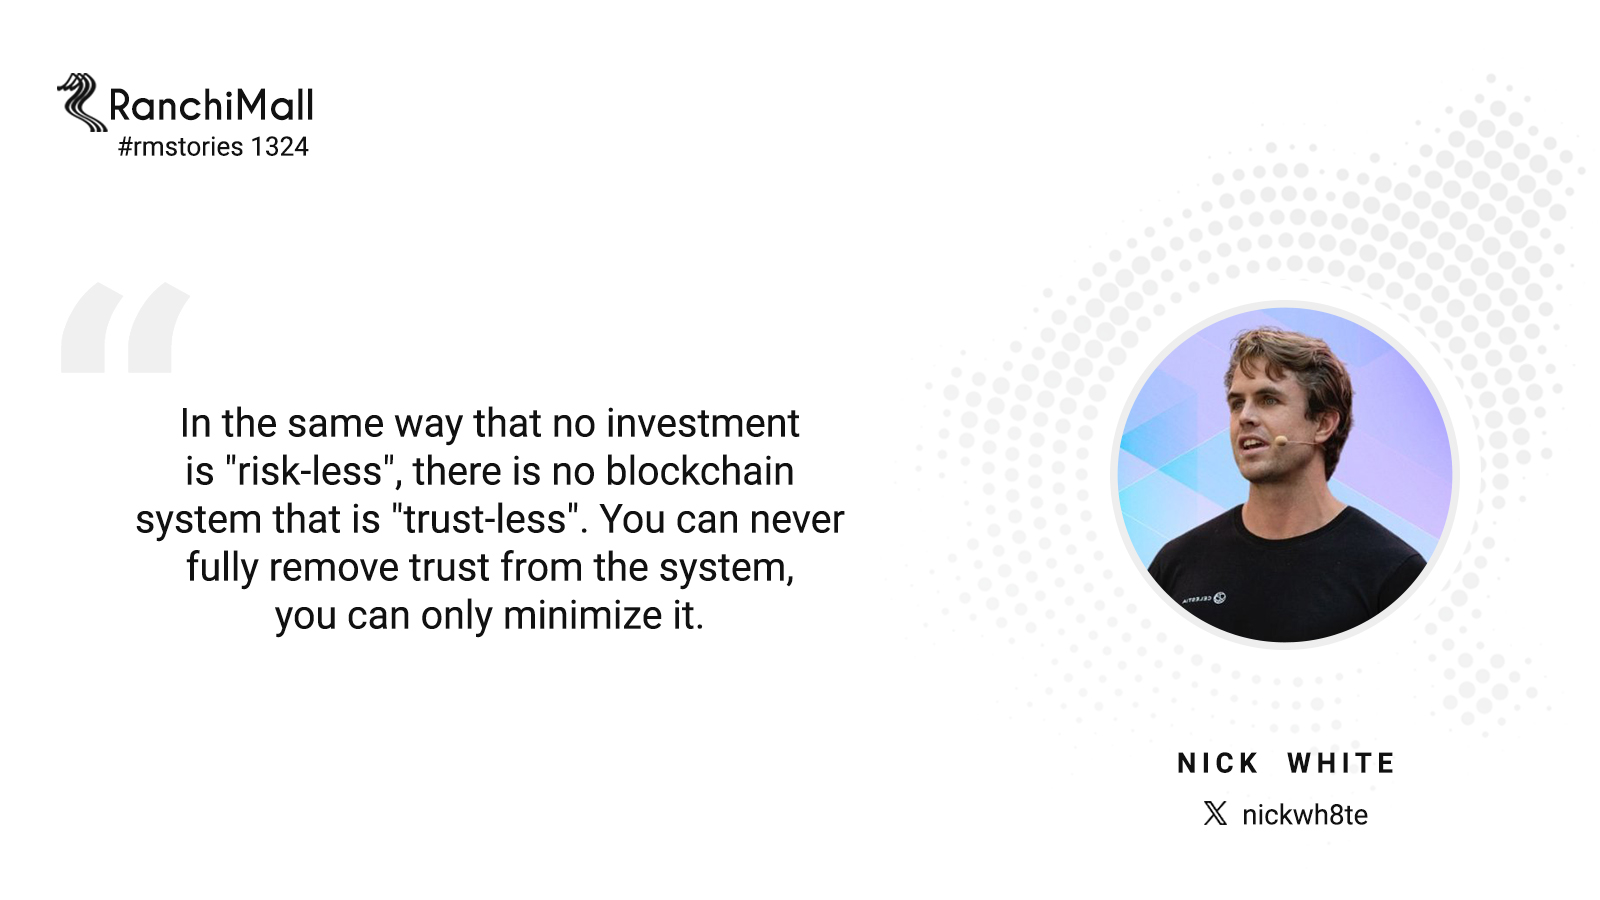 RanchiMall
#rmstories 1324
“
In the same way that no investment
is "risk-less", there is no blockchain
system that is "trust-less". You can never
fully remove trust from the system,
you can only minimize it.
CELESTIA
NICK WHITE
𝕏 nickwh8te